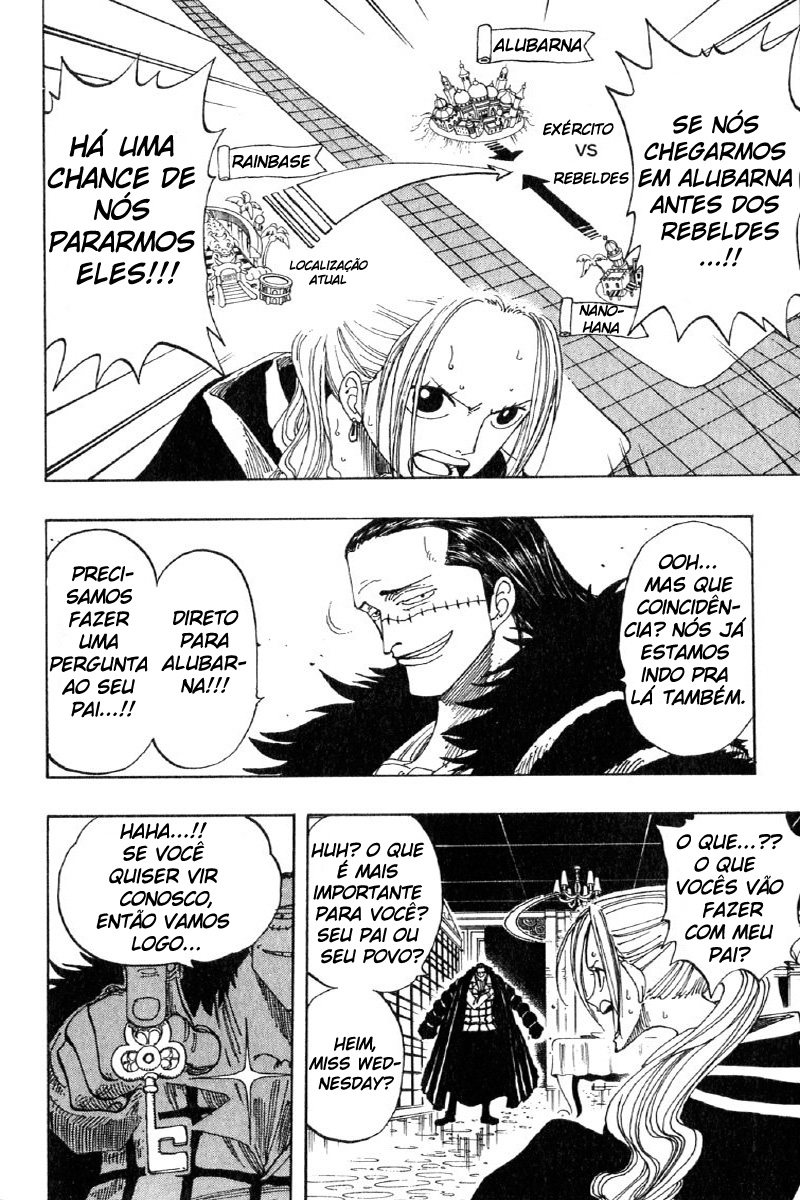 SE NÓS
CHEGARMOS
EM ALUBARNA
ANTES DOS
REBELDES
...!!
ALUBARNA
EXÉRCITO
VS
REBELDES
NANO-
HANA
RAINBASE
LOCALIZAÇÃO
ATUAL
HÁ UMA
CHANCE DE
NÓS
PARARMOS
ELES!!!
OOH...
MAS QUE
COINCIDÊN-
CIA? NÓS JÁ
ESTAMOS
INDO PRA
LÁ TAMBÉM.
DIRETO
PARA
ALUBAR-
NA!!!
PRECI-
SAMOS
FAZER
UMA
PERGUNTA
AO SEU
PAI...!!
O QUE...??
O QUE
VOCÊS VÃO
FAZER
COM MEU
PAI?
HUH? O QUE
É MAIS
IMPORTANTE
PARA VOCÊ?
SEU PAI OU
SEU POVO?
HEIM,
MISS WED-
NESDAY?
HAHA...!!
SE VOCÊ
QUISER VIR
CONOSCO,
ENTÃO VAMOS
LOGO...